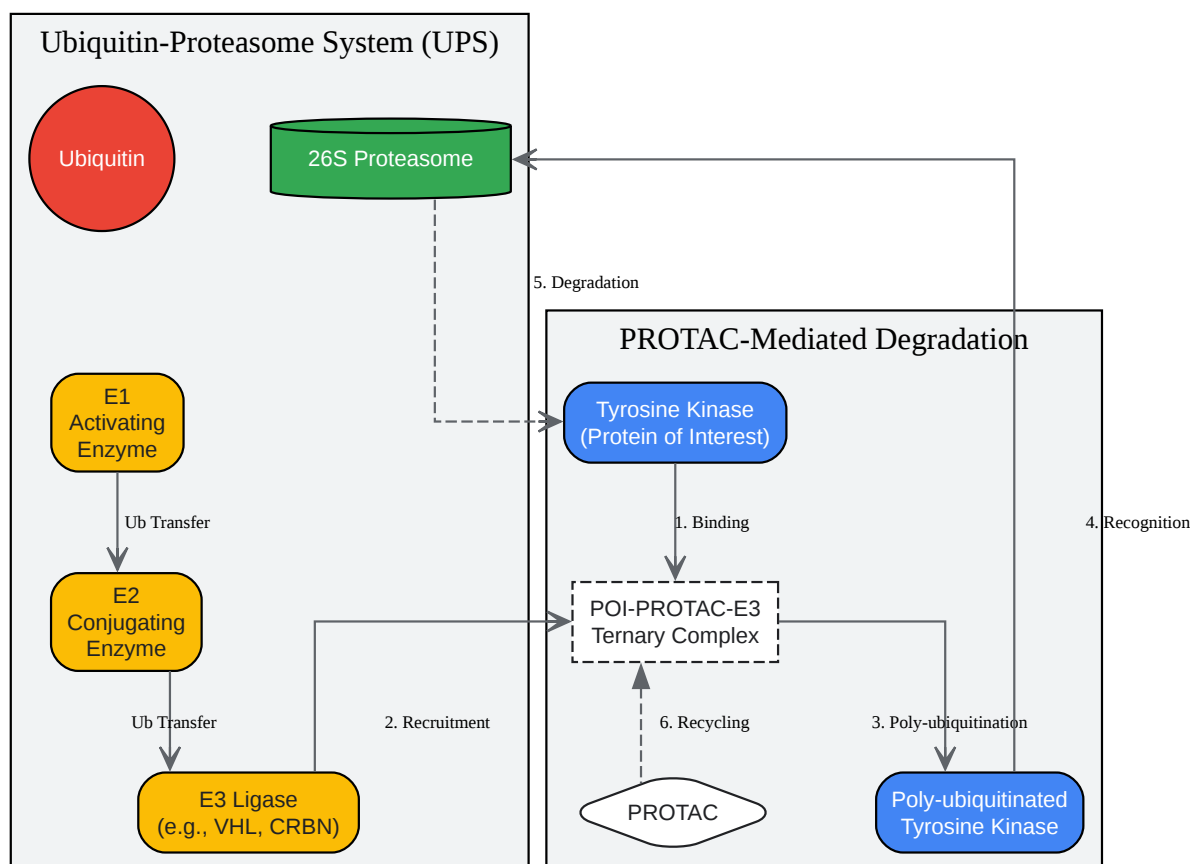 Ubiquitin-Proteasome System (UPS)
Ubiquitin
26S Proteasome
5. Degradation
PROTAC-Mediated Degradation
E1
Activating
Enzyme
Tyrosine Kinase
(Protein of Interest)
Ub Transfer
1. Binding
4. Recognition
E2
Conjugating
Enzyme
POI-PROTAC-E3
Ternary Complex
Ub Transfer
2. Recruitment
6. Recycling
3. Poly-ubiquitination
E3 Ligase
(e.g., VHL, CRBN)
PROTAC
Poly-ubiquitinated
Tyrosine Kinase